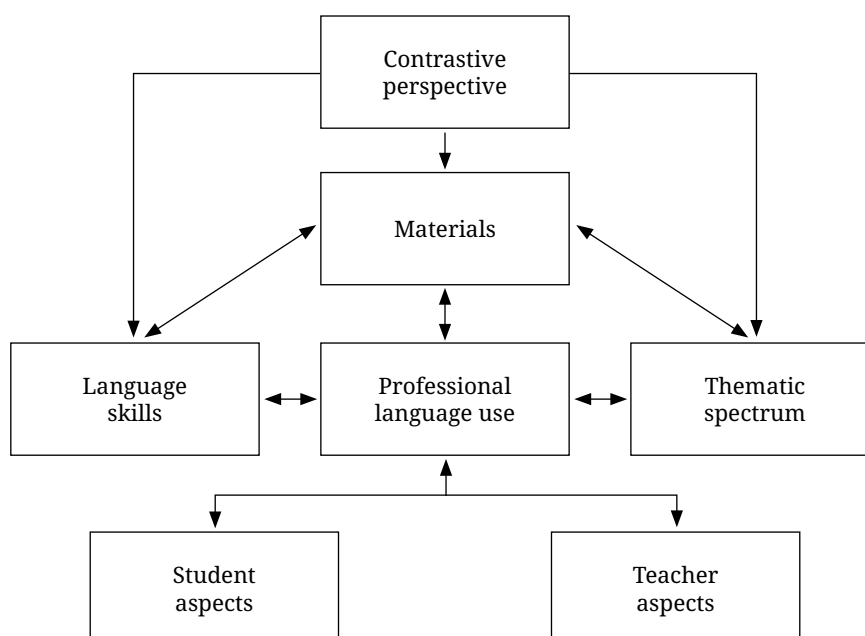 Contrastive
perspective
Materials
Language
skills
Professional
language use
Thematic
spectrum
Student
aspects
Teacher
aspects